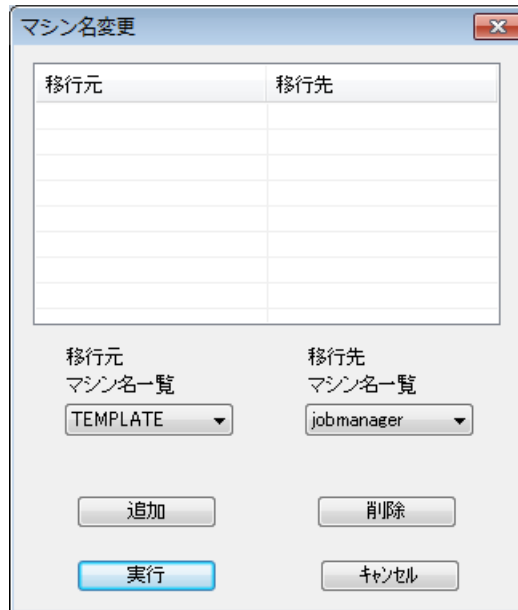 マシン名変更
移行元 移行先
移行元 移行先
マシン名一覧 マシン名一覧
TEMPLATE jobmanager
追加 削除
実行 ｷｬﾝｾﾙ